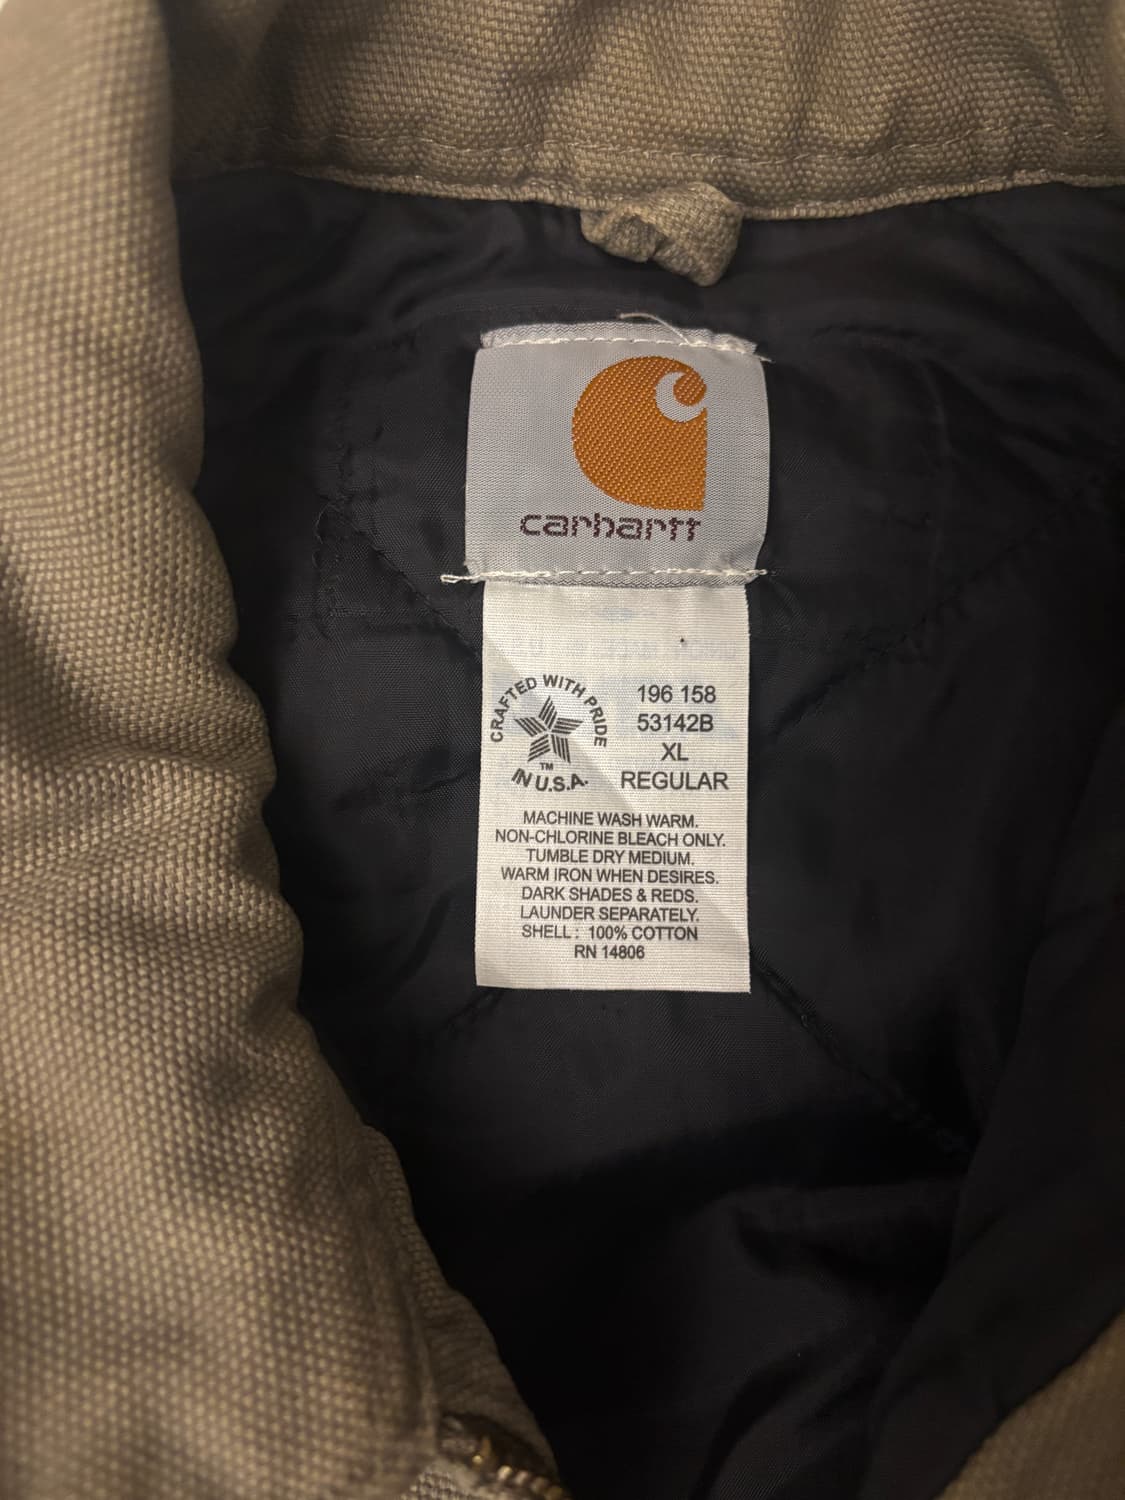 carhartt
CRAFTED WITH PRIDE
TM
IN U.S.A.
196 158
53142B
XL
REGULAR
MACHINE WASH WARM.
NON-CHLORINE BLEACH ONLY.
TUMBLE DRY MEDIUM.
WARM IRON WHEN DESIRES.
DARK SHADES & REDS.
LAUNDER SEPARATELY.
SHELL : 100% COTTON
RN 14806